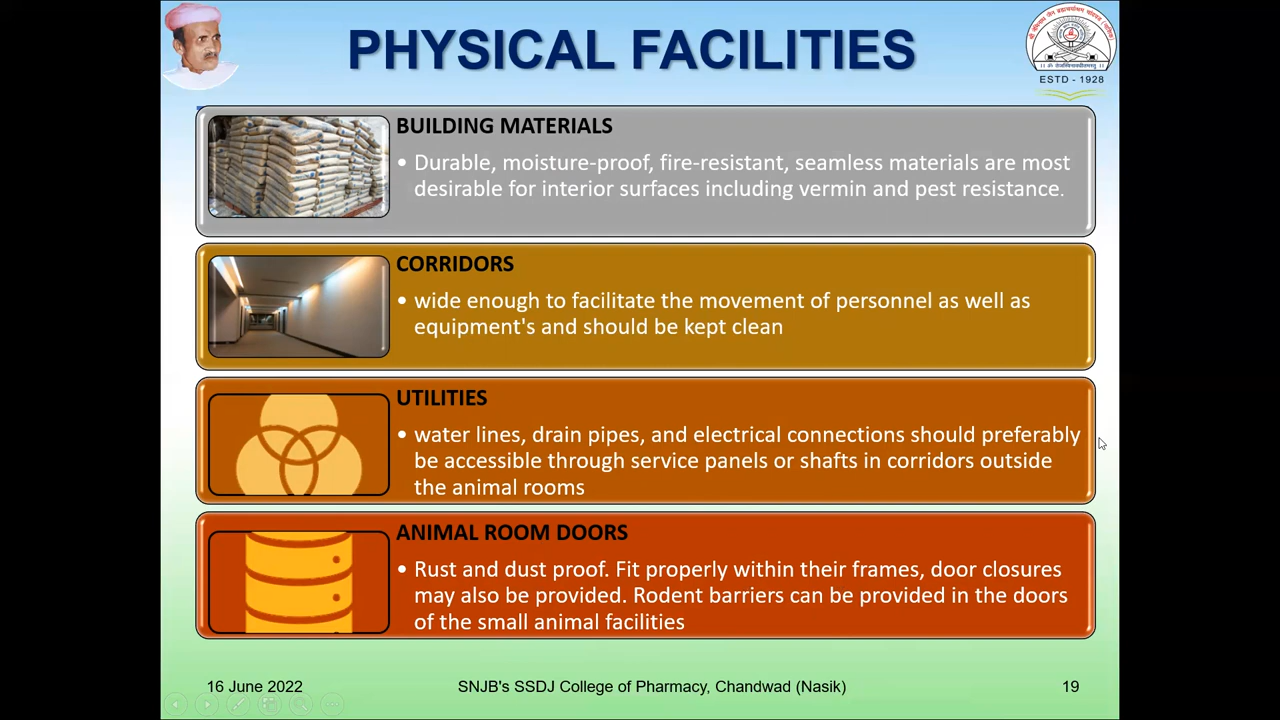 PHYSICAL FACILITIES
ESTD - 1928
BUILDING MATERIALS
• Durable, moisture-proof, fire-resistant, seamless materials are most
desirable for interior surfaces including vermin and pest resistance.
CORRIDORS
• wide enough to facilitate the movement of personnel as well as
equipment's and should be kept clean
UTILITIES
• water lines, drain pipes, and electrical connections should preferably
be accessible through service panels or shafts in corridors outside
the animal rooms
ANIMAL ROOM DOORS
• Rust and dust proof. Fit properly within their frames, door closures
may also be provided. Rodent barriers can be provided in the doors
of the small animal facilities
16 June 2022
SNJB's SSDJ College of Pharmacy, Chandwad (Nasik)
19